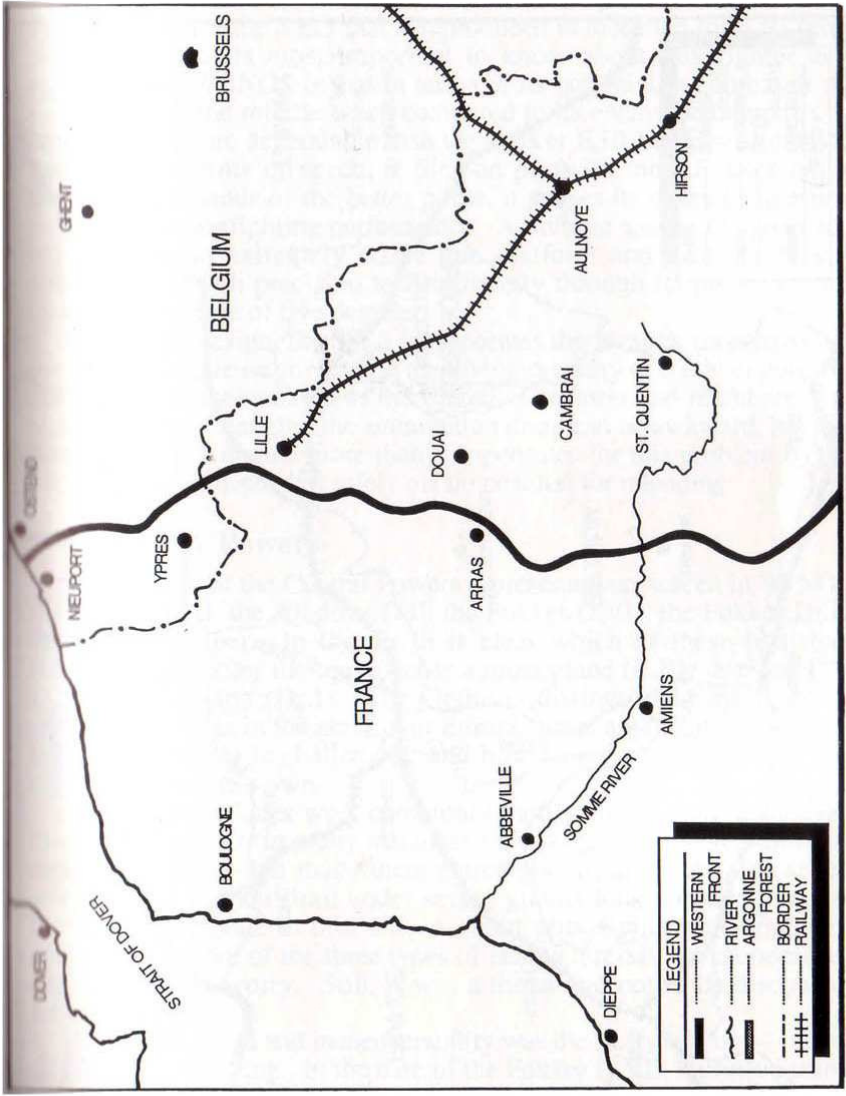 DOVER
OSTEND
NIEUPORT
GHENT
STRAIT OF DOVER
YPRES
BRUSSELS
BOULOGNE
BELGIUM
LILLE
FRANCE
DOUAI
ARRAS
ABBEVILLE
CAMBRAI
AULNOYE
SOMME RIVER
DIEPPE
ST. QUENTIN
AMIENS
HIRSON
LEGEND
WESTERN
FRONT
RIVER
ARGONNE
FOREST
BORDER
RAILWAY